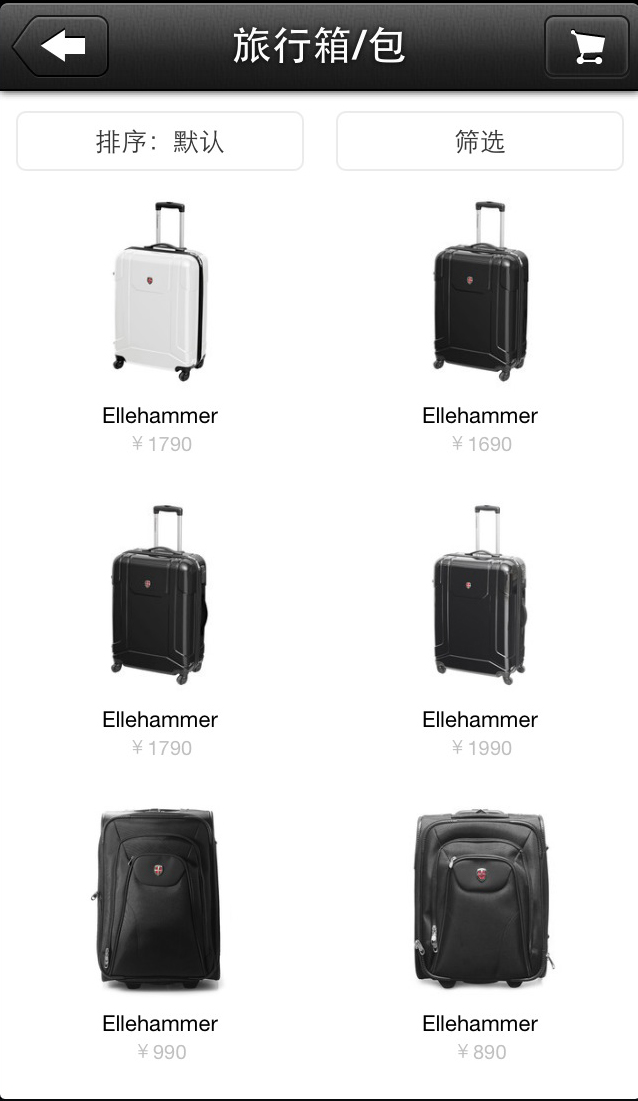 旅行箱/包
排序：默认
筛选
Ellehammer
Ellehammer
￥1790
￥1690
Ellehammer
Ellehammer
￥1790
￥1990
Ellehammer
Ellehammer
￥990
￥890